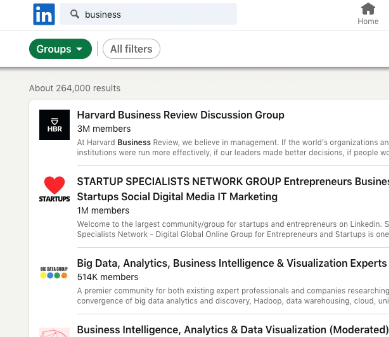 in
business
Home
Groups
All filters
About 264,000 results
Harvard Business Review Discussion Group
HBR
3M members
At Harvard Business Review, we believe in management. If the world's organizations an
institutions were run more effectively, if our leaders made better decisions, if people wo
STARTUP SPECIALISTS NETWORK GROUP Entrepreneurs Busines
STARTUPS
Startups Social Digital Media IT Marketing
1M members
Welcome to the largest community/group for startups and entrepreneurs on Linkedin. S
Specialists Network - Digital Global Online Group for Entrepreneurs and Startups is one
Big Data, Analytics, Business Intelligence & Visualization Experts
BIG DATA GROUP
514K members
A premier community for both existing expert professionals and companies researching
convergence of big data analytics and discovery, Hadoop, data warehousing, cloud, uni
Business Intelligence, Analytics & Data Visualization (Moderated)